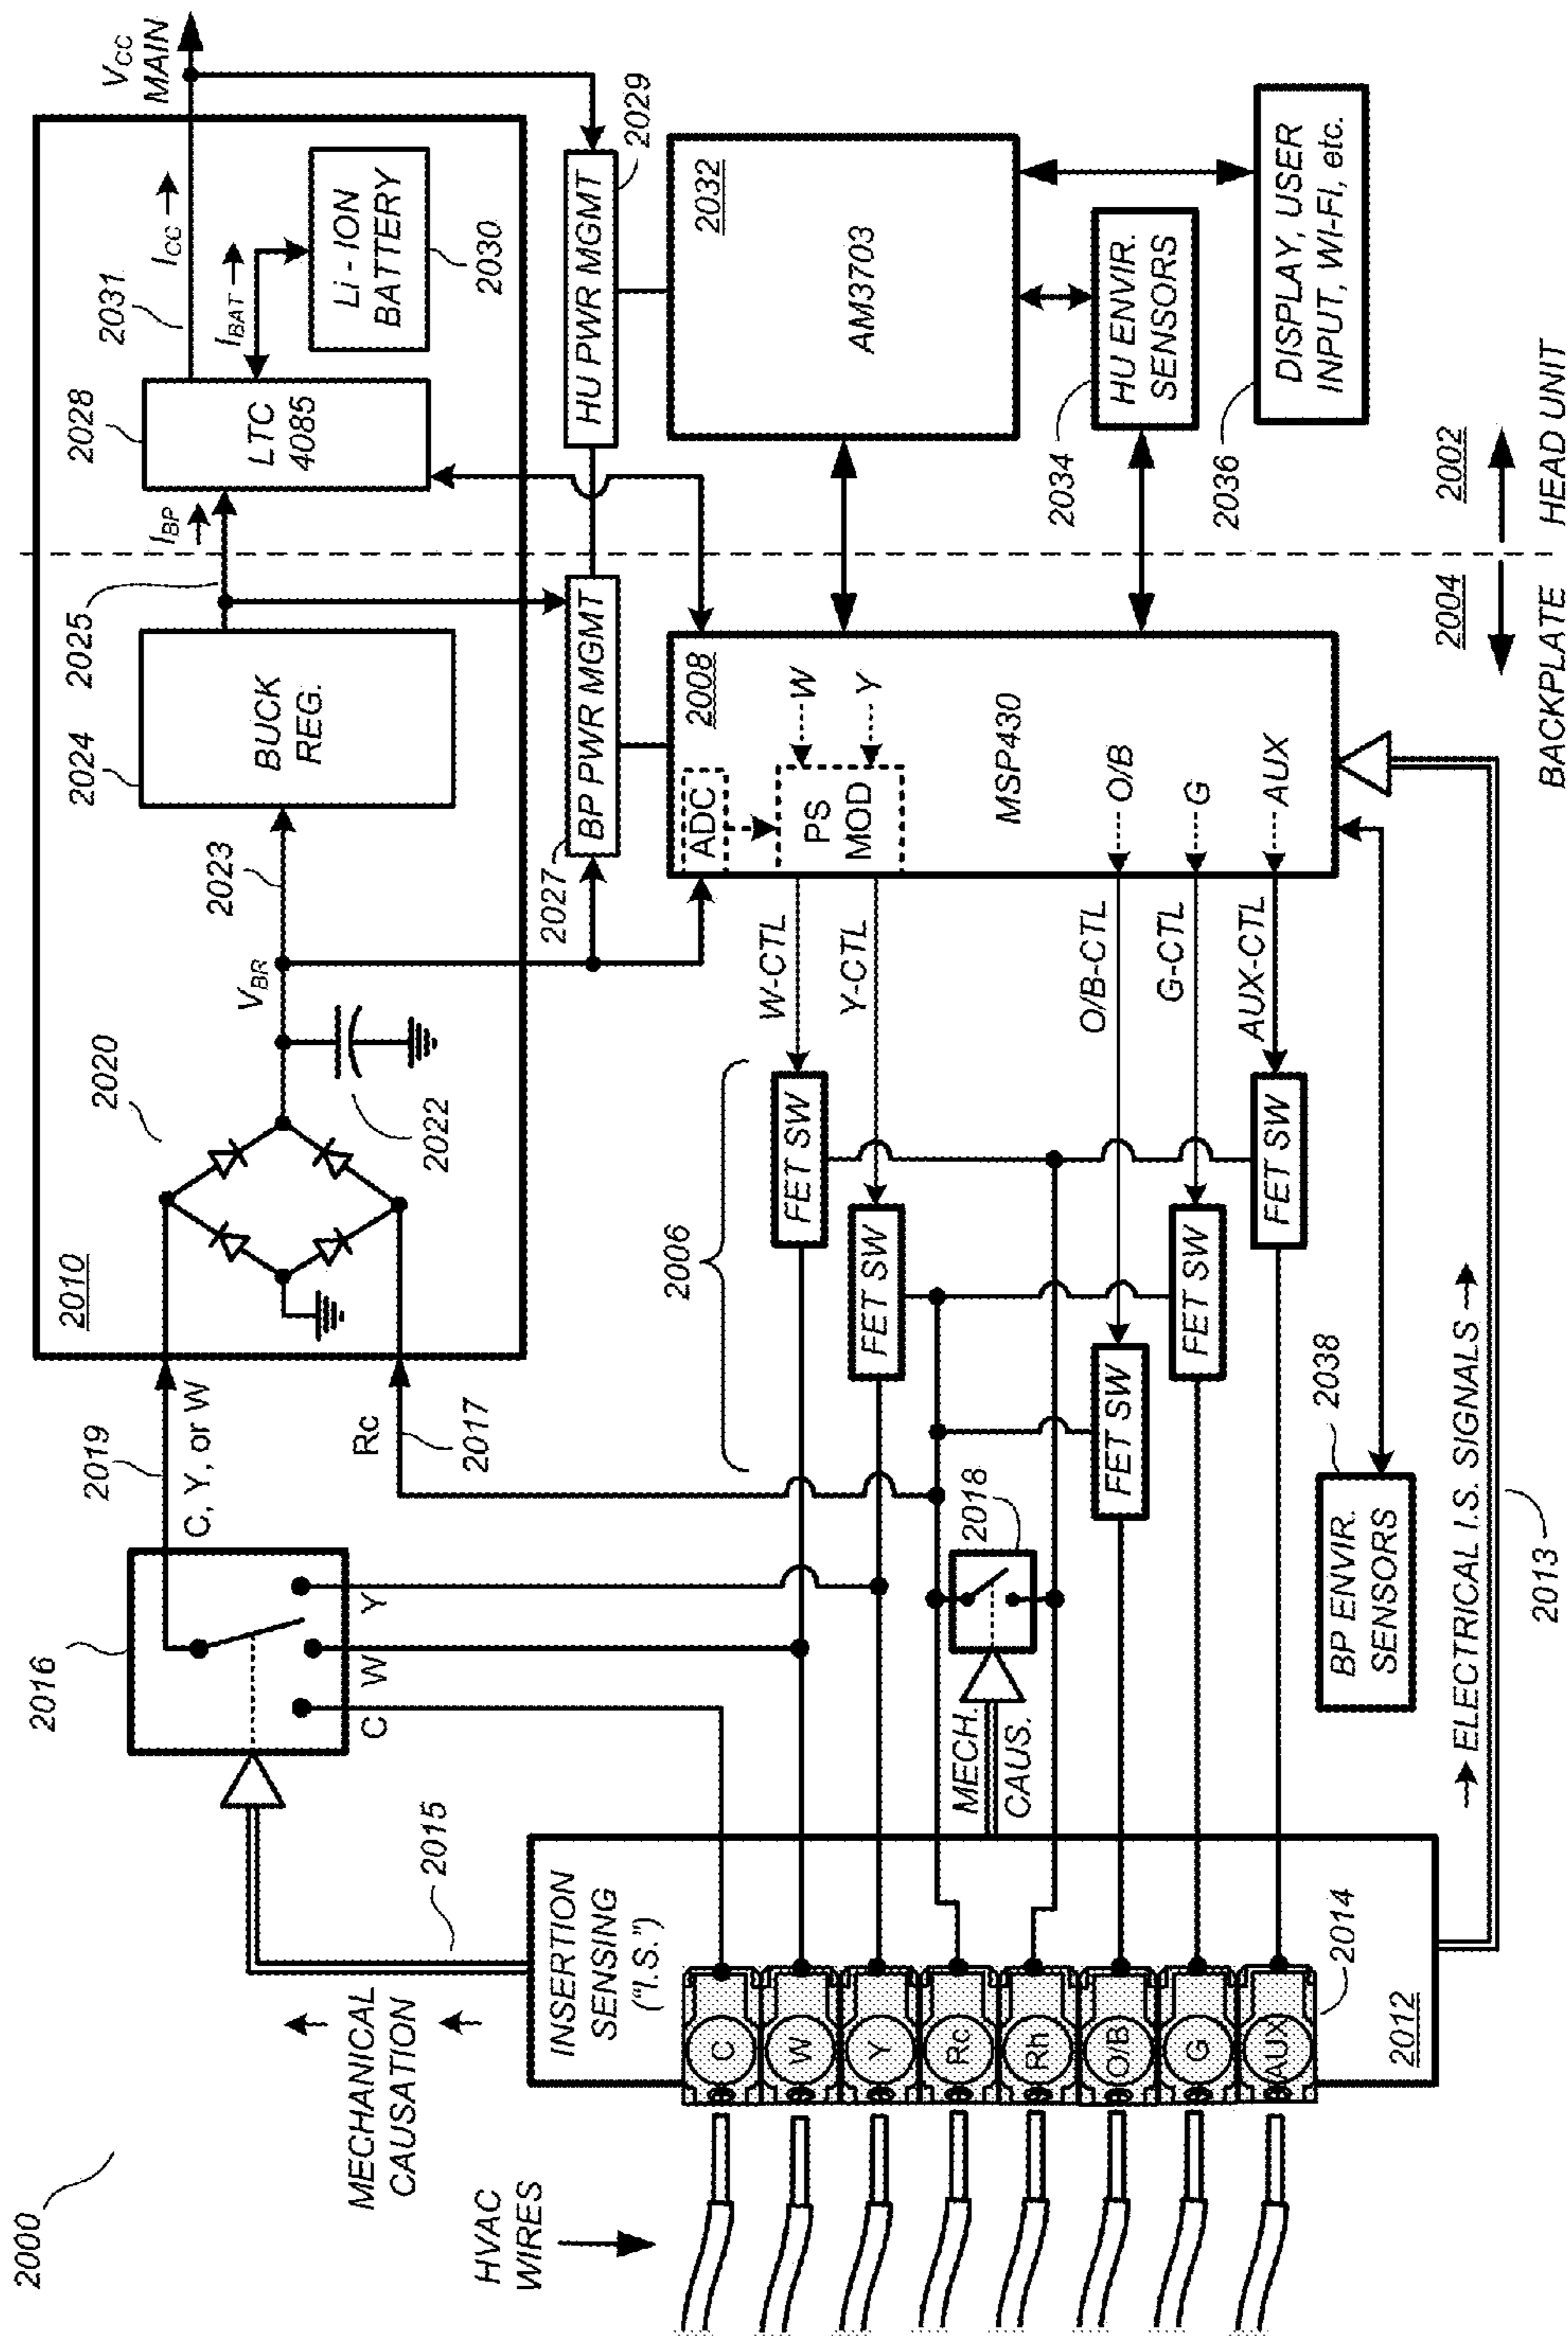 2000
MECHANICAL
CAUSATION
HVAC
WIRES
2015
INSERTION
SENSING
("I.S.")
C
W
Y
Rc
Rh
O/B
G
AUX
2012
2014
2016
C
W
Y
2019
C, Y, or W
Rc
2017
MECH.
CAUS.
2018
2006
FET SW
FET SW
FET SW
FET SW
FET SW
W-CTL
Y-CTL
O/B-CTL
G-CTL
AUX-CTL
BP ENVIR.
SENSORS
2038
ELECTRICAL I.S. SIGNALS
2013
2010
2020
2022
VBR
2023
2024
BUCK
REG.
2025
IBP
2027
BP PWR MGMT
2028
LTC
4085
2031
ICC
IBAT
Li - ION
BATTERY
2030
VCC
MAIN
HU PWR MGMT
2029
2008
ADC
PS
MOD
W
Y
MSP430
O/B
G
AUX
2032
AM3703
HU ENVIR.
SENSORS
2034
DISPLAY, USER
INPUT, WI-FI, etc.
2036
2004
2002
BACKPLATE
HEAD UNIT